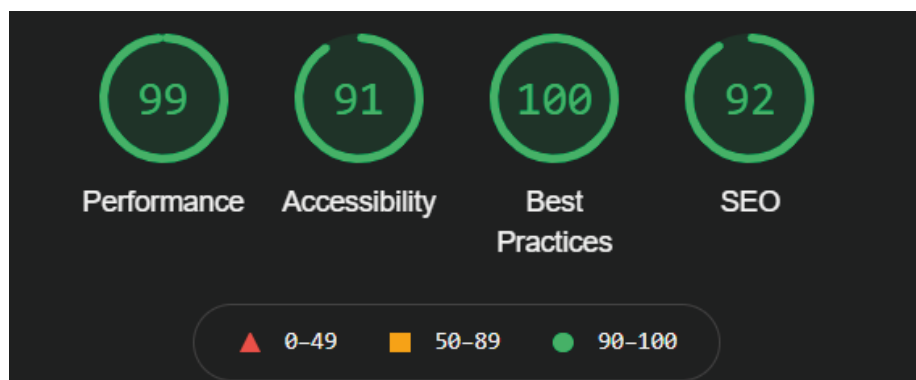 99 91 100 92
Performance Accessibility Best Practices SEO
0–49 50–89 90–100